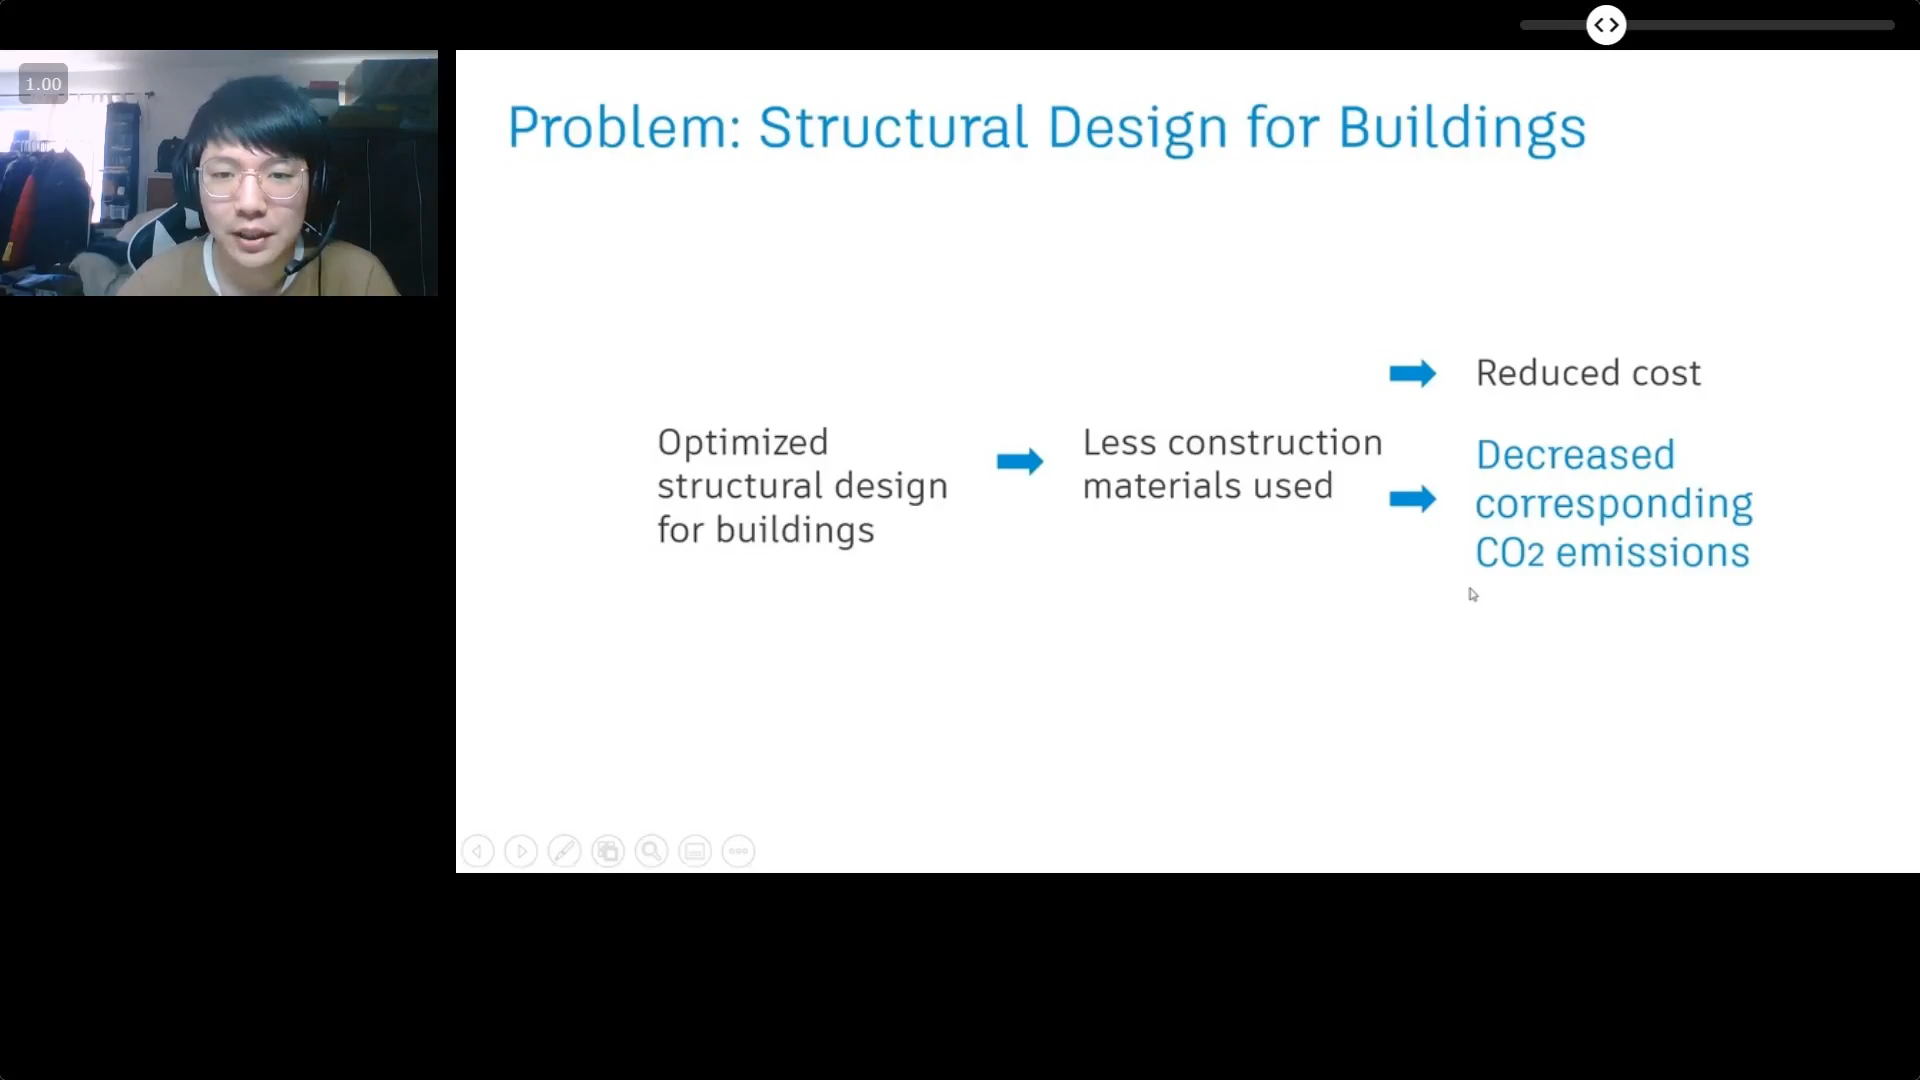 1.00
Problem: Structural Design for Buildings
Optimized
structural design
for buildings
Less construction
materials used
Reduced cost
Decreased
corresponding
CO2 emissions